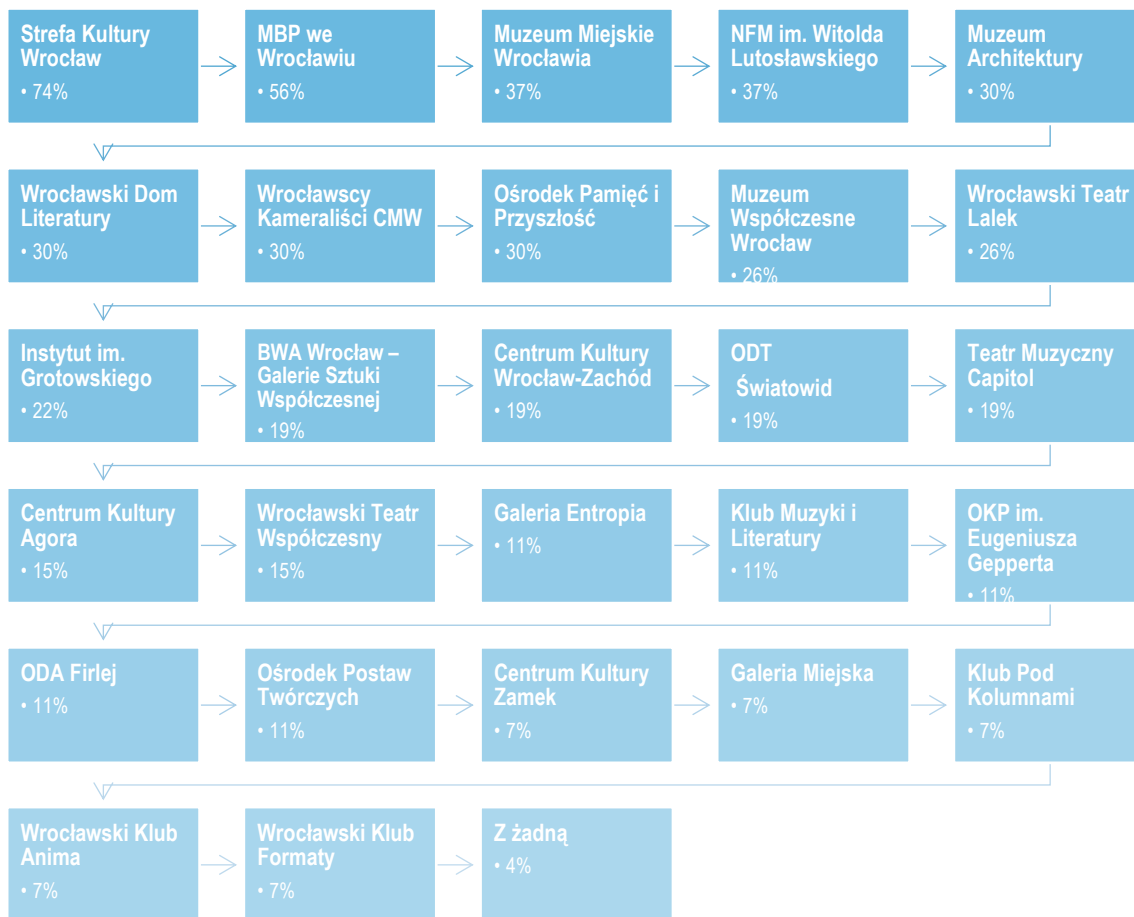 Strefa Kultury
Wrocław
• 74%
MBP we
Wrocławiu
• 56%
Muzeum Miejskie
Wrocławia
• 37%
NFM im. Witolda
Lutosławskiego
• 37%
Muzeum
Architektury
• 30%
Wrocławski Dom
Literatury
• 30%
Wrocławscy
Kameraliści CMW
• 30%
Ośrodek Pamięć i
Przyszłość
• 30%
Muzeum
Współczesne
Wrocław
• 26%
Wrocławski Teatr
Lalek
• 26%
Instytut im.
Grotowskiego
• 22%
BWA Wrocław –
Galerie Sztuki
Współczesnej
• 19%
Centrum Kultury
Wrocław-Zachód
• 19%
ODT
Światowid
• 19%
Teatr Muzyczny
Capitol
• 19%
Centrum Kultury
Agora
• 15%
Wrocławski Teatr
Współczesny
• 15%
Galeria Entropia
• 11%
Klub Muzyki i
Literatury
• 11%
OKP im.
Eugeniusza
Gepperta
• 11%
ODA Firlej
• 11%
Ośrodek Postaw
Twórczych
• 11%
Centrum Kultury
Zamek
• 7%
Galeria Miejska
• 7%
Klub Pod
Kolumnami
• 7%
Wrocławski Klub
Anima
• 7%
Wrocławski Klub
Formaty
• 7%
Z żadną
• 4%